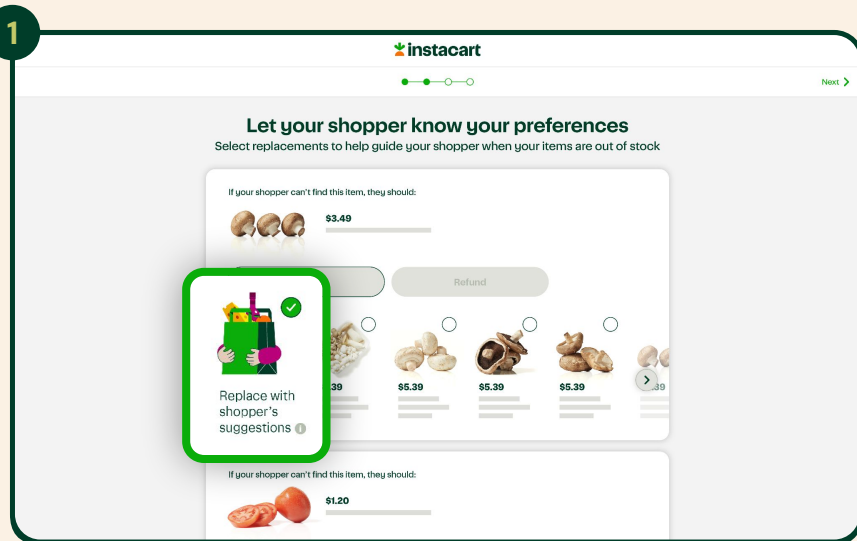 1
instacart
Next
Let your shopper know your preferences
Select replacements to help guide your shopper when your items are out of stock
If your shopper can't find this item, they should:
$3.49
Refund
Replace with
shopper's
suggestions
39
$5.39
$5.39
$5.39
39
If your shopper can't find this item, they should:
$1.20